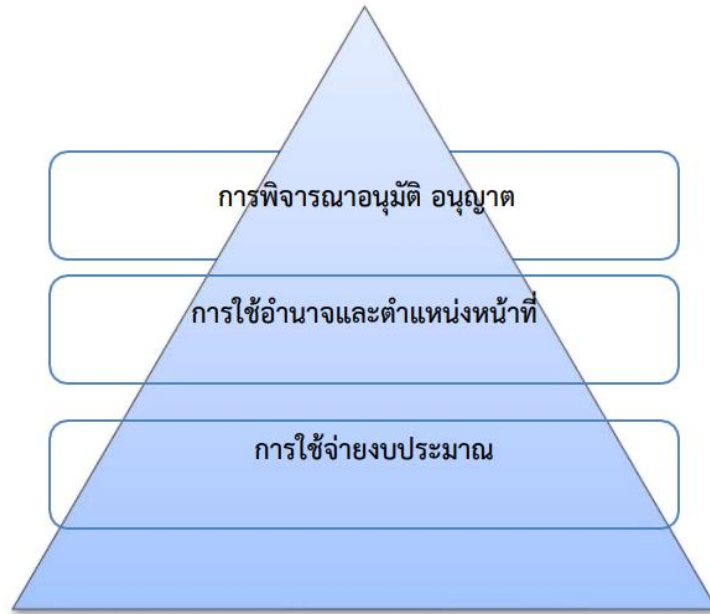 การพิจารณาอนุมัติ อนุญาต
การใช้อำนาจและตำแหน่งหน้าที่
การใช้จ่ายงบประมาณ